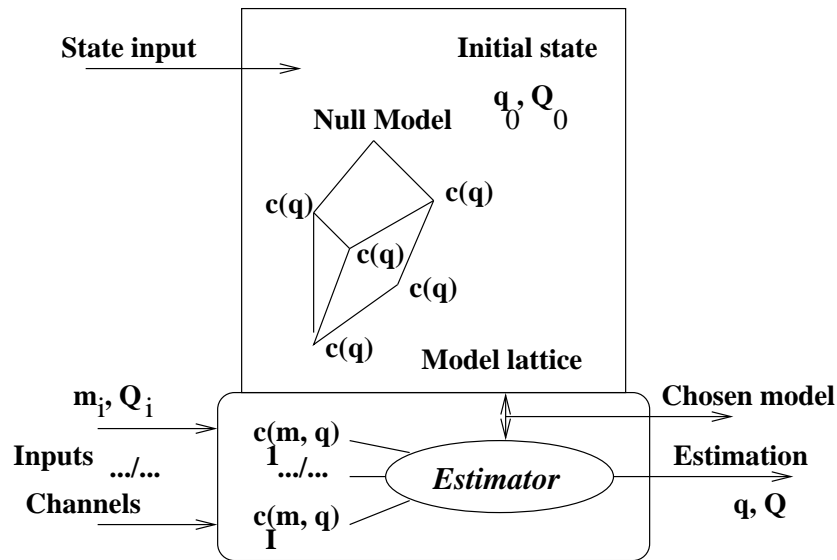 State input
Initial state
q₀, Q₀
Null Model
c(q)
c(q)
c(q)
c(q)
c(q)
Model lattice
mᵢ, Qᵢ
Chosen model
c(m, q)
1
Inputs .../...
.../...
Estimator
Estimation
Channels
c(m, q)
I
q, Q